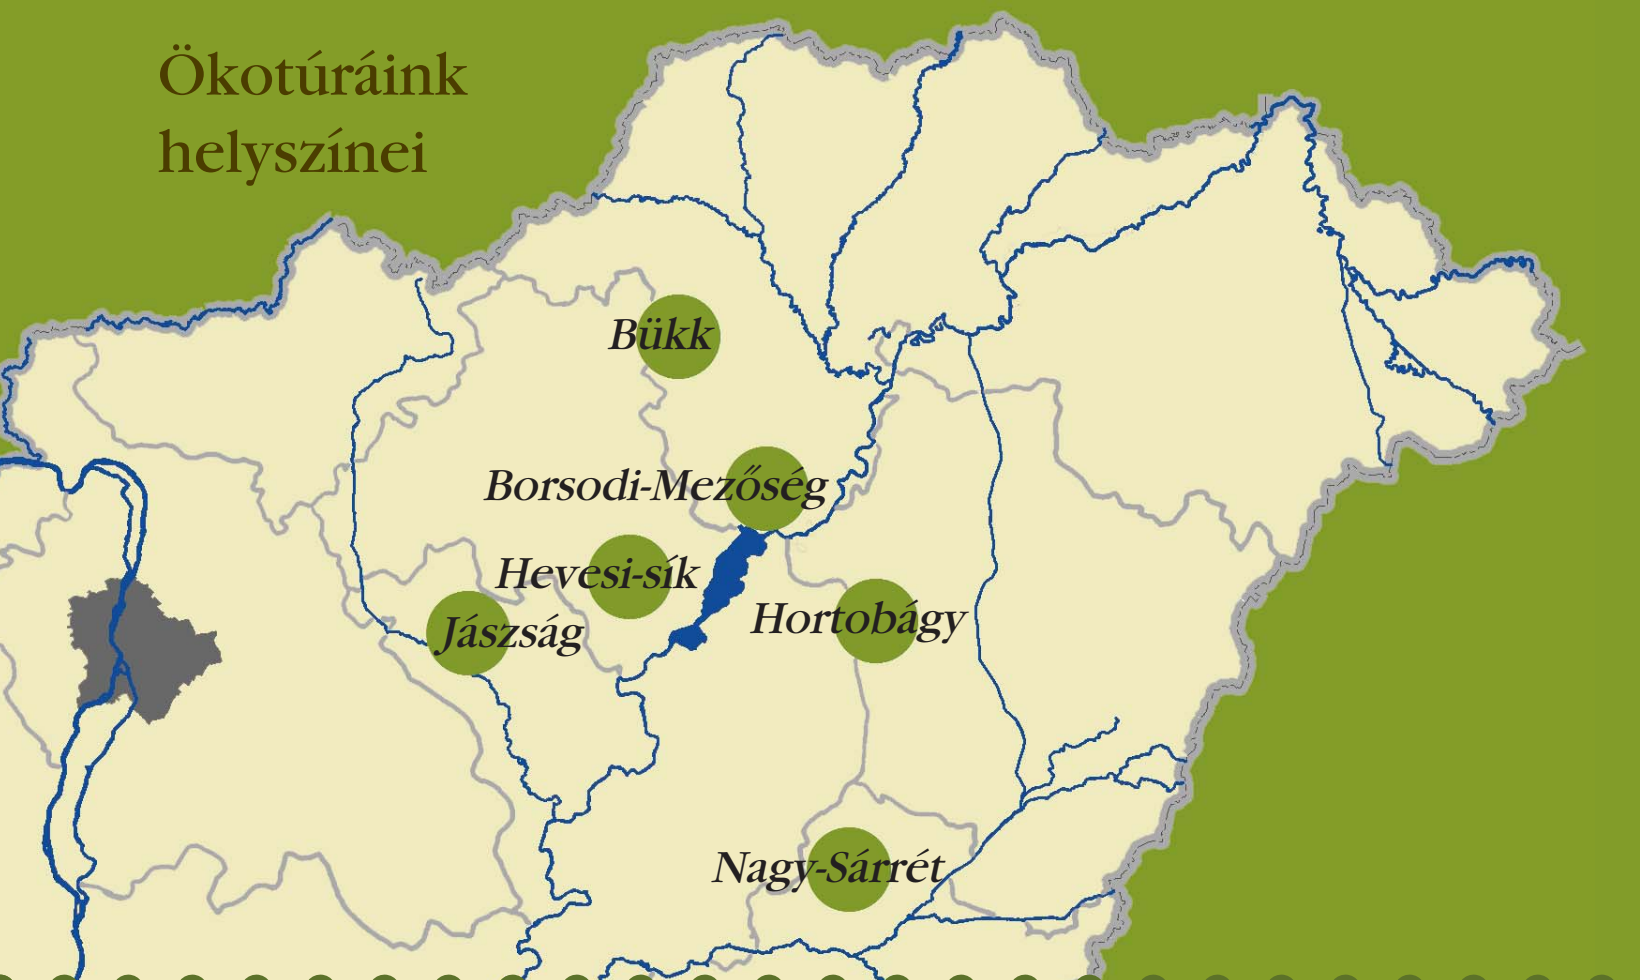 Ökotúráink
helyszínei
Bükk
Borsodi-Mezőség
Hevesi-sík
Jászság
Hortobágy
Nagy-Sárrét